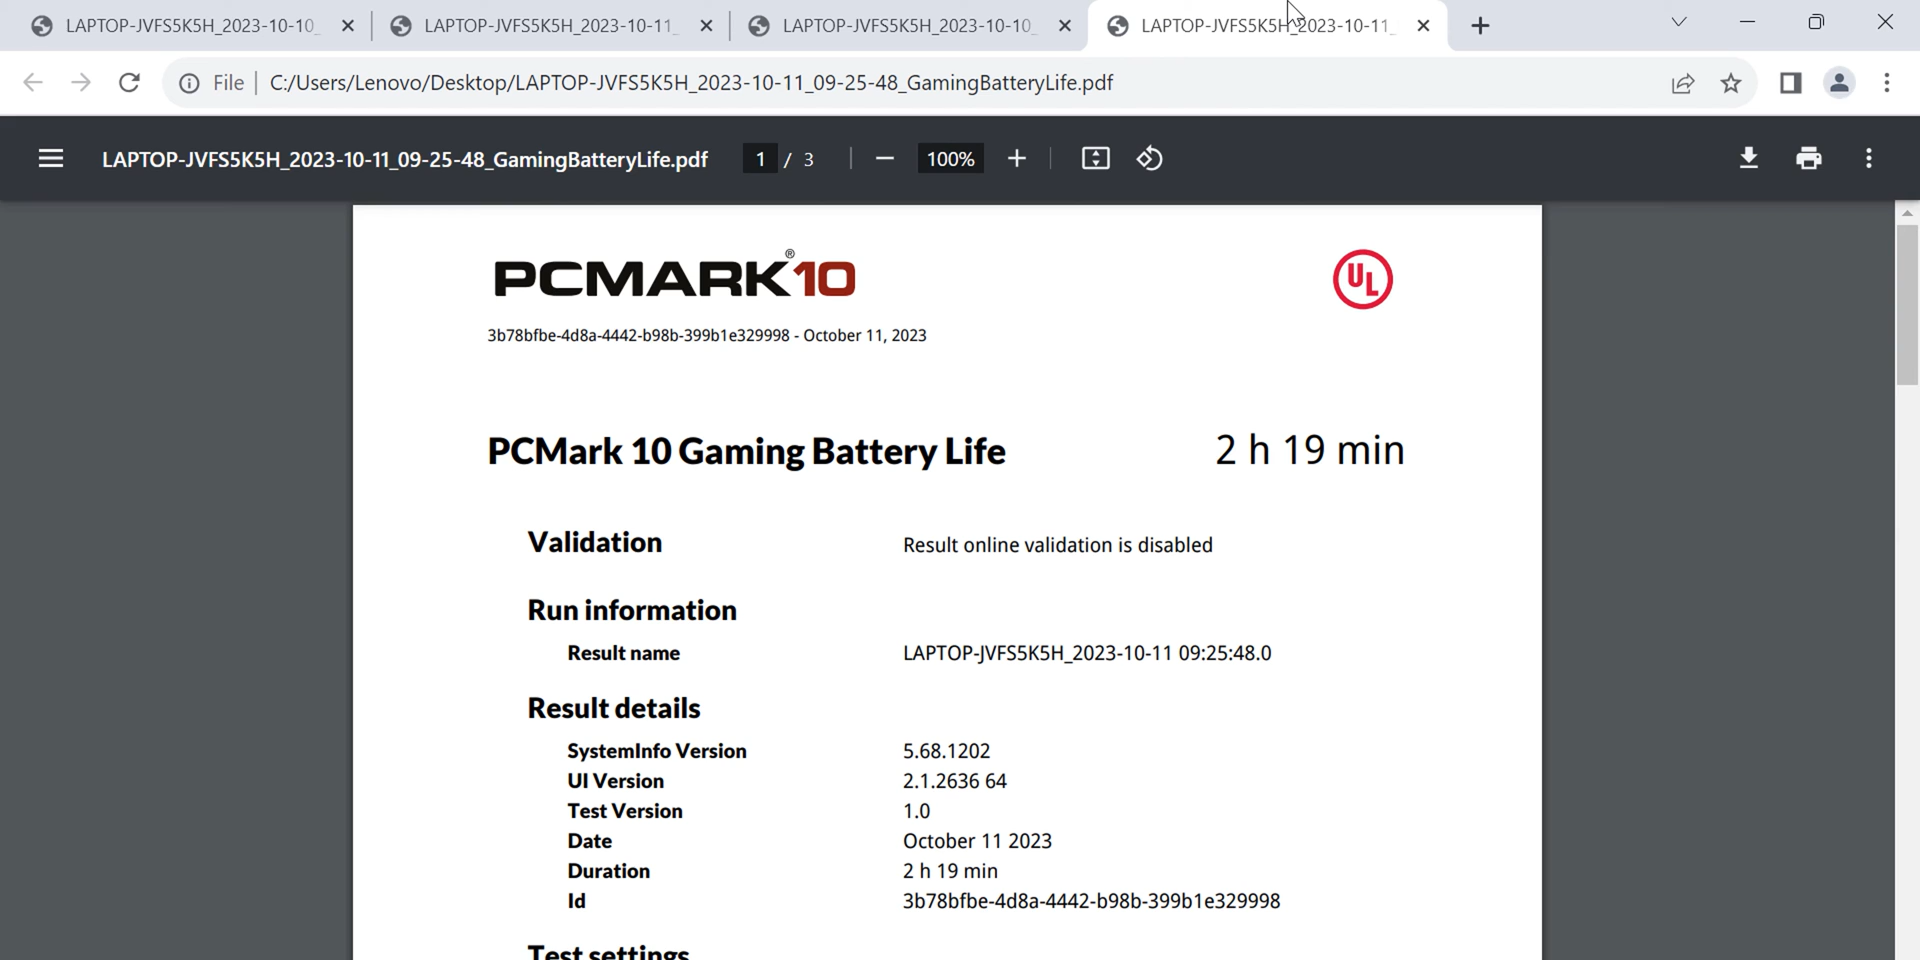 LAPTOP-JVFS5K5H_2023-10-10_
LAPTOP-JVFS5K5H_2023-10-11_
LAPTOP-JVFS5K5H_2023-10-10_
LAPTOP-JVFS5K5H_2023-10-11_
File
C:/Users/Lenovo/Desktop/LAPTOP-JVFS5K5H_2023-10-11_09-25-48_GamingBatteryLife.pdf
LAPTOP-JVFS5K5H_2023-10-11_09-25-48_GamingBatteryLife.pdf
1 / 3
100%
PCMARK®10
UL
3b78bfbe-4d8a-4442-b98b-399b1e329998 - October 11, 2023
PCMark 10 Gaming Battery Life 2 h 19 min
Validation Result online validation is disabled
Run information
Result name LAPTOP-JVFS5K5H_2023-10-11 09:25:48.0
Result details
SystemInfo Version 5.68.1202
UI Version 2.1.2636 64
Test Version 1.0
Date October 11 2023
Duration 2 h 19 min
Id 3b78bfbe-4d8a-4442-b98b-399b1e329998
Test settings